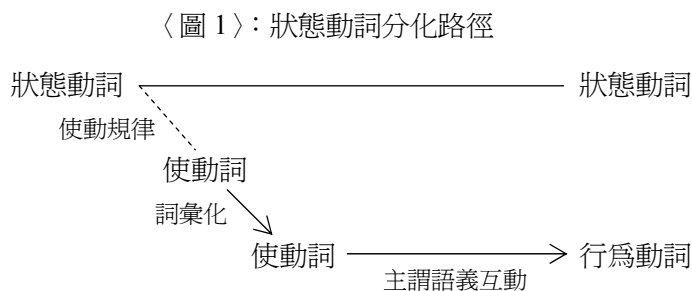 〈圖 1〉：狀態動詞分化路徑
狀態動詞 狀態動詞
使動規律
使動詞
詞彙化
使動詞 行爲動詞
主謂語義互動